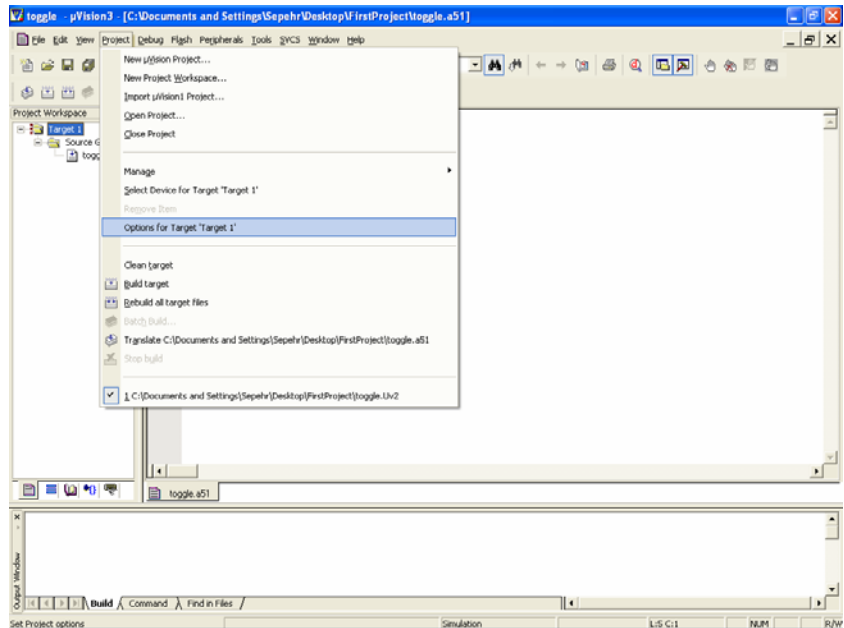 toggle - µVision3 - [C:\Documents and Settings\Sepehr\Desktop\FirstProject\toggle.a51]
File Edit View Project Debug Flash Peripherals Tools SVCS Window Help
New µVision Project...
New Project Workspace...
Import µVision1 Project...
Open Project...
Close Project
Manage
Select Device for Target 'Target 1'
Remove Item
Options for Target 'Target 1'
Clean target
Build target
Rebuild all target files
Batch Build...
Translate C:\Documents and Settings\Sepehr\Desktop\FirstProject\toggle.a51
Stop build
1 C:\Documents and Settings\Sepehr\Desktop\FirstProject\toggle.Uv2
Project Workspace
Target 1
Source G
togg
toggle.a51
Output Window
Build Command Find in Files
Set Project options Simulation L:5 C:1 NUM R/W